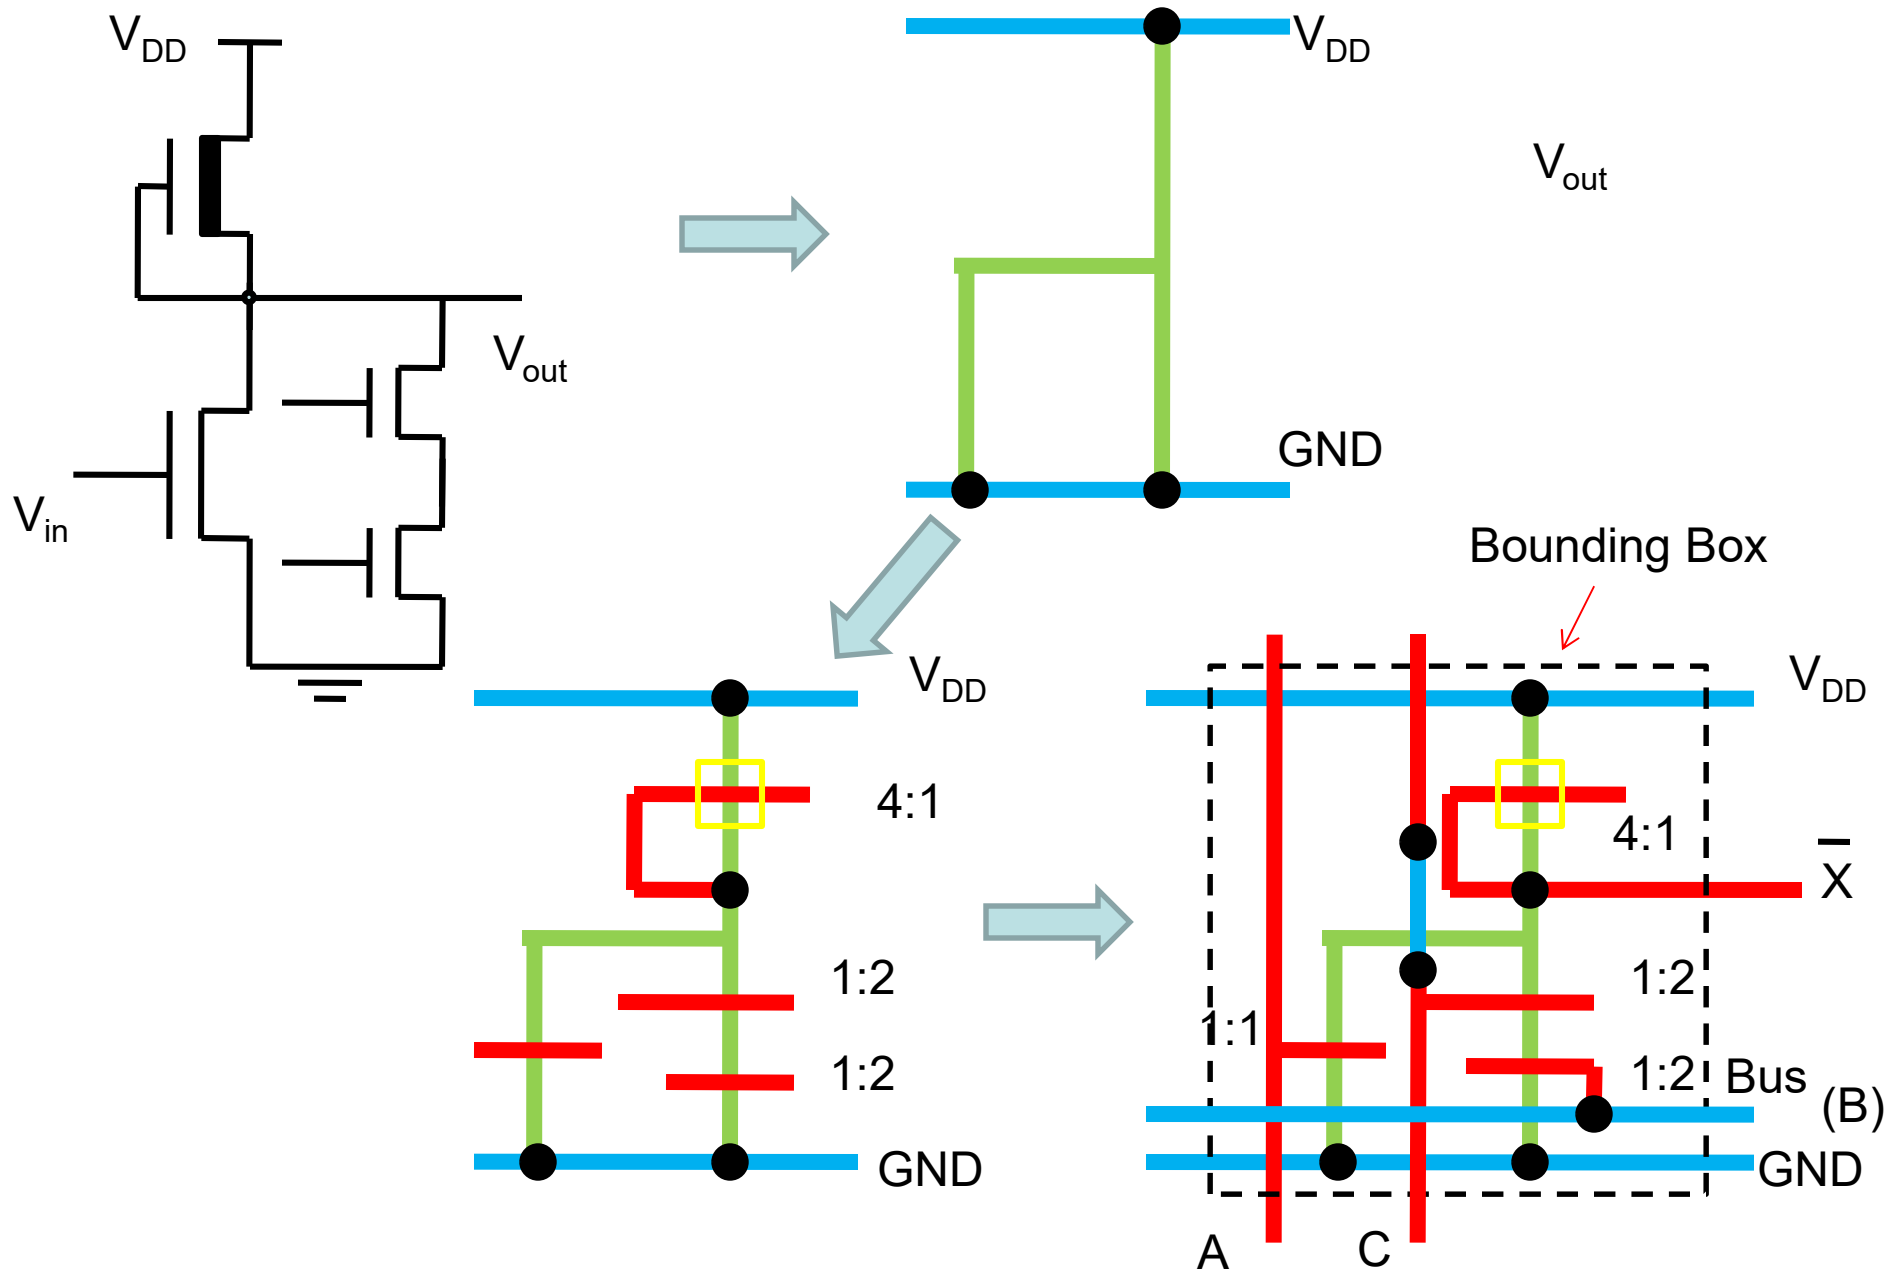 VDD
VDD
Vout
Vout
GND
Vin
Bounding Box
VDD
VDD
4:1
4:1
X̅
1:2
1:2
1:1
1:2
1:2
Bus
(B)
GND
GND
A
C